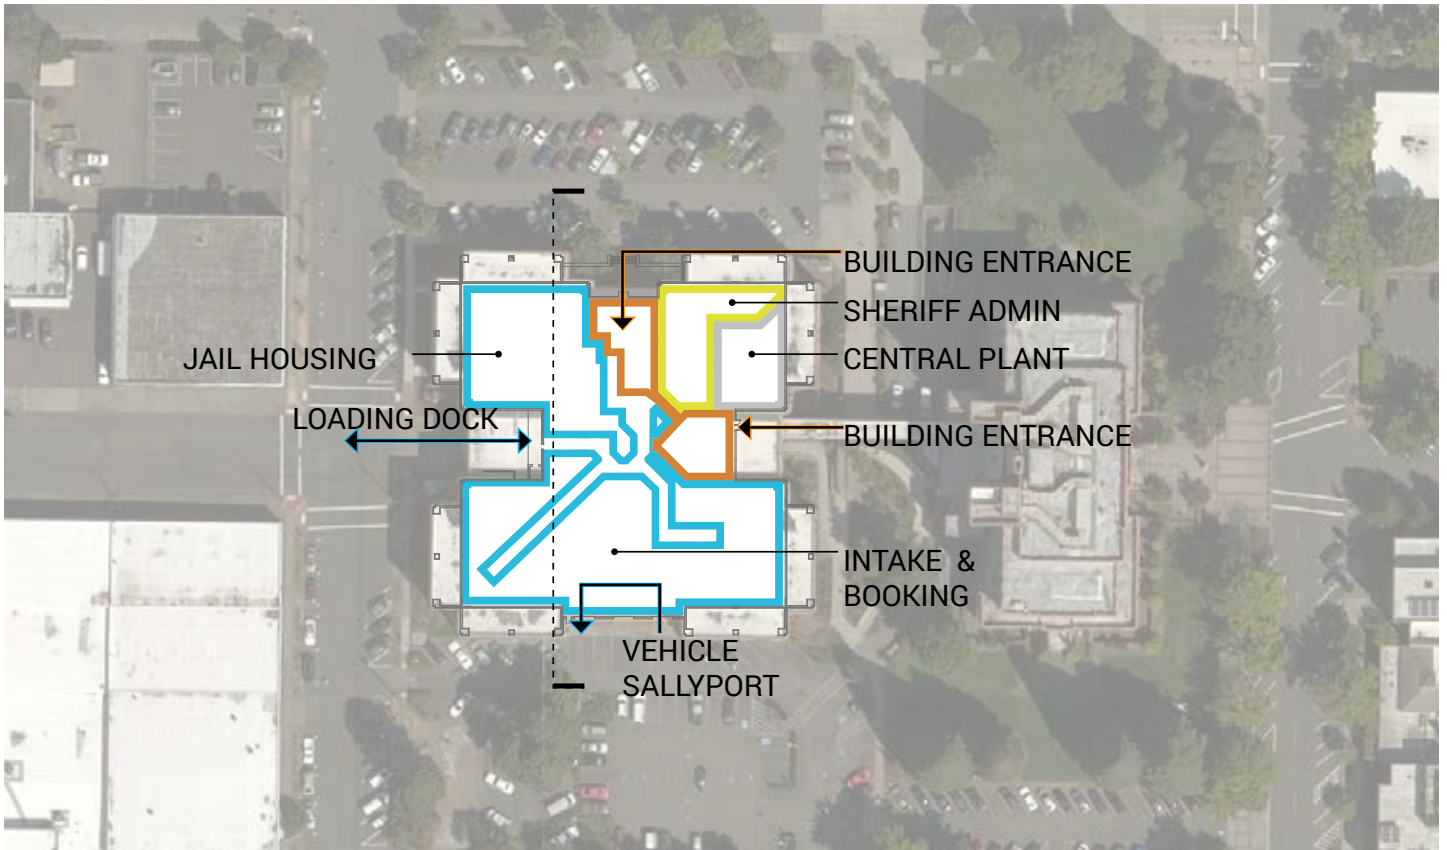 BUILDING ENTRANCE
SHERIFF ADMIN
JAIL HOUSING
CENTRAL PLANT
LOADING DOCK
BUILDING ENTRANCE
INTAKE &
BOOKING
VEHICLE
SALLYPORT